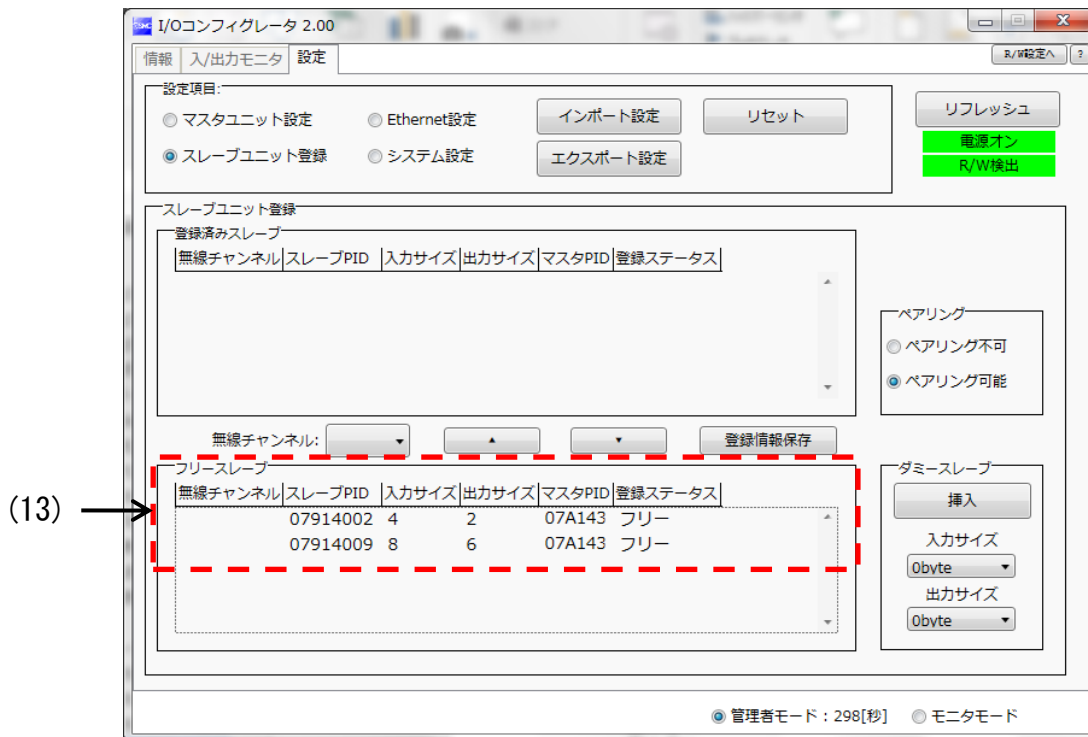 I/Oコンフィグレータ 2.00
情報 入/出力モニタ 設定 R/W設定へ ?
設定項目:
マスタユニット設定 Ethernet設定 インポート設定 リセット リフレッシュ
電源オン
スレーブユニット登録 システム設定 エクスポート設定 R/W検出
スレーブユニット登録
登録済みスレーブ
無線チャンネル スレーブPID 入力サイズ 出力サイズ マスタPID 登録ステータス
ペアリング
ペアリング不可
ペアリング可能
無線チャンネル: 登録情報保存
フリースレーブ ダミースレーブ
無線チャンネル スレーブPID 入力サイズ 出力サイズ マスタPID 登録ステータス 挿入
(13)
07914002 4 2 07A143 フリー
07914009 8 6 07A143 フリー
入力サイズ
0byte
出力サイズ
0byte
管理者モード：298[秒] モニタモード